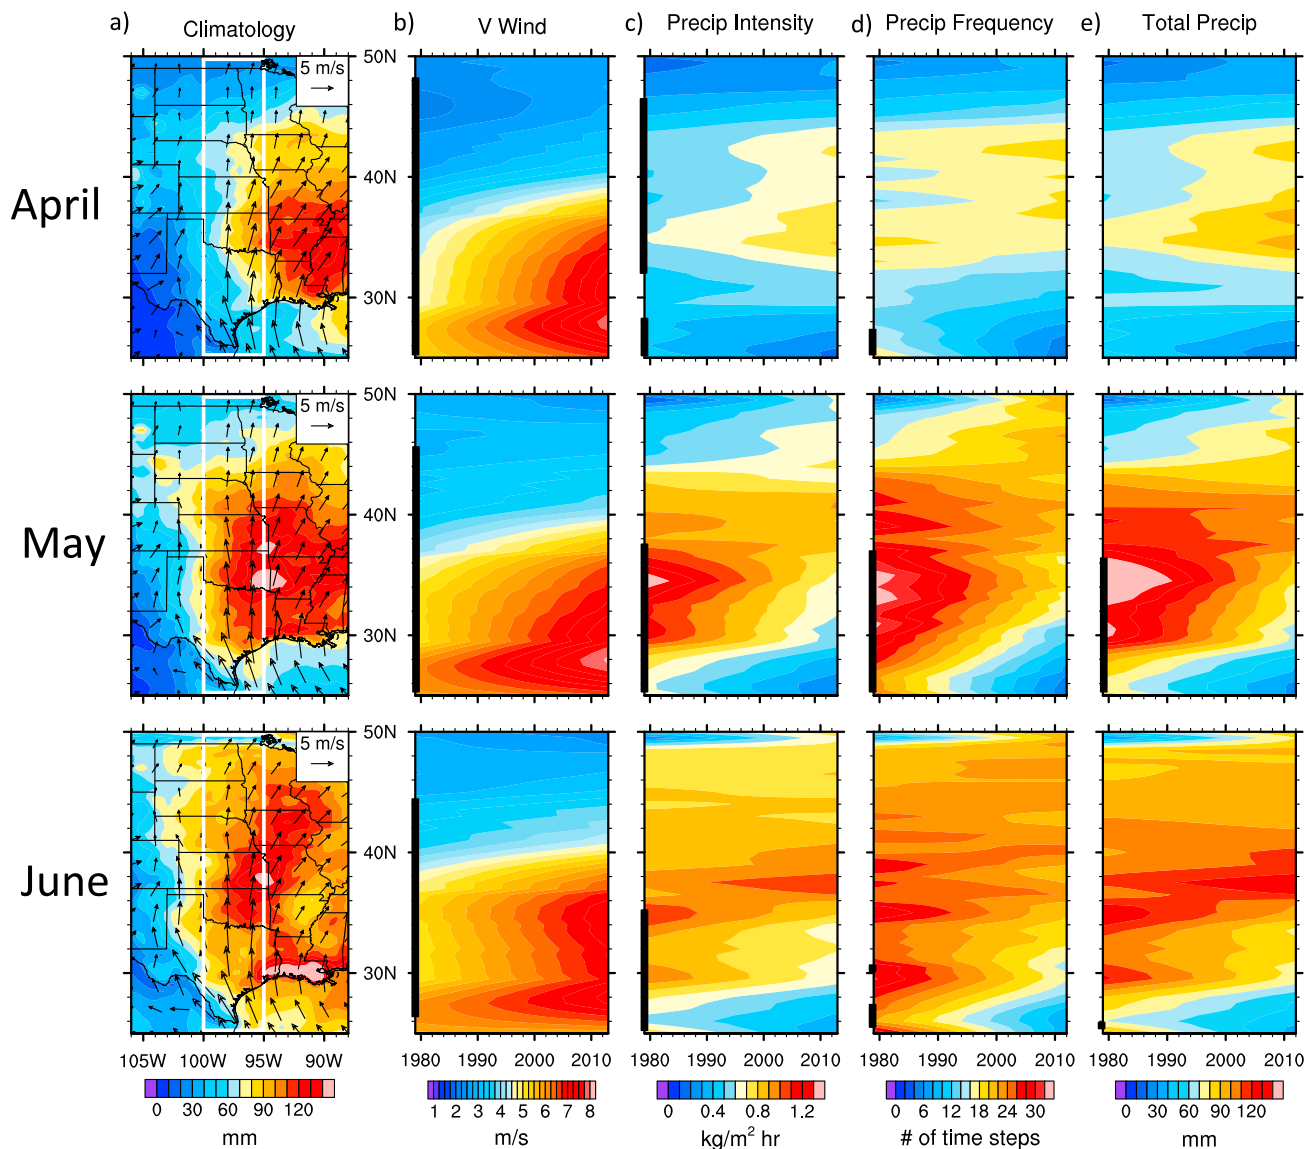 a) Climatology
b) V Wind
c) Precip Intensity
d) Precip Frequency
e) Total Precip
April
5 m/s
50N
40N
30N
May
5 m/s
50N
40N
30N
June
5 m/s
50N
40N
30N
105W 100W 95W 90W
1980 1990 2000 2010
1980 1990 2000 2010
1980 1990 2000 2010
1980 1990 2000 2010
0 30 60 90 120
mm
1 2 3 4 5 6 7 8
m/s
0 0.4 0.8 1.2
kg/m² hr
0 6 12 18 24 30
# of time steps
0 30 60 90 120
mm